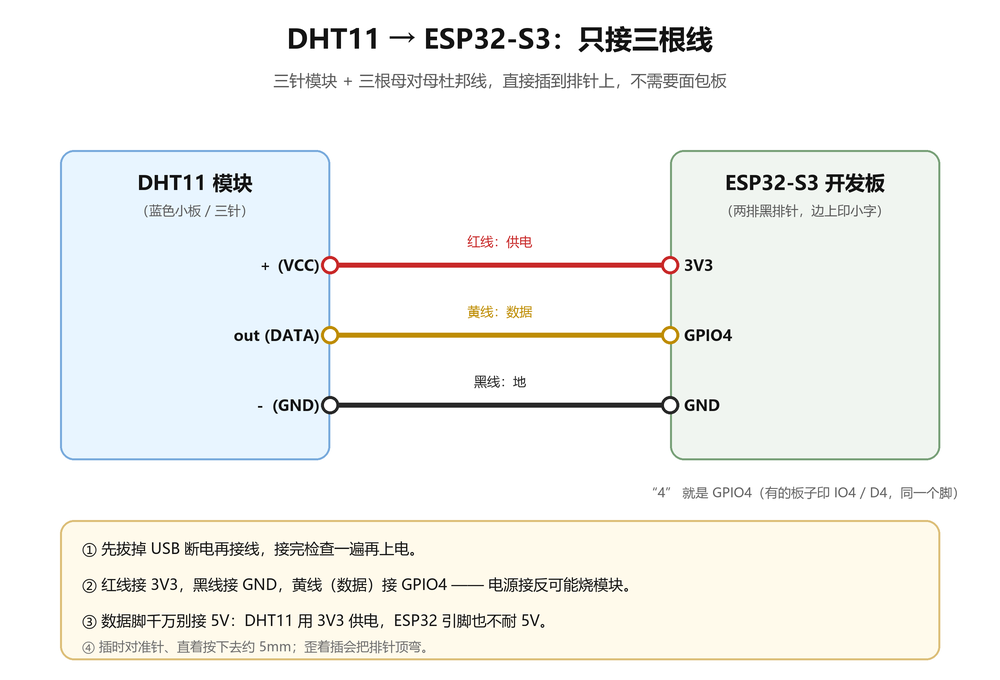 DHT11 → ESP32-S3：只接三根线
三针模块 + 三根母对母杜邦线，直接插到排针上，不需要面包板
DHT11 模块
（蓝色小板 / 三针）
ESP32-S3 开发板
（两排黑排针，边上印小字）
红线：供电
+ (VCC)
3V3
黄线：数据
out (DATA)
GPIO4
黑线：地
- (GND)
GND
“4” 就是 GPIO4（有的板子印 IO4 / D4，同一个脚）
① 先拔掉 USB 断电再接线，接完检查一遍再上电。
② 红线接 3V3，黑线接 GND，黄线（数据）接 GPIO4 —— 电源接反可能烧模块。
③ 数据脚千万别接 5V：DHT11 用 3V3 供电，ESP32 引脚也不耐 5V。
④ 插时对准针、直着按下去约 5mm；歪着插会把排针顶弯。